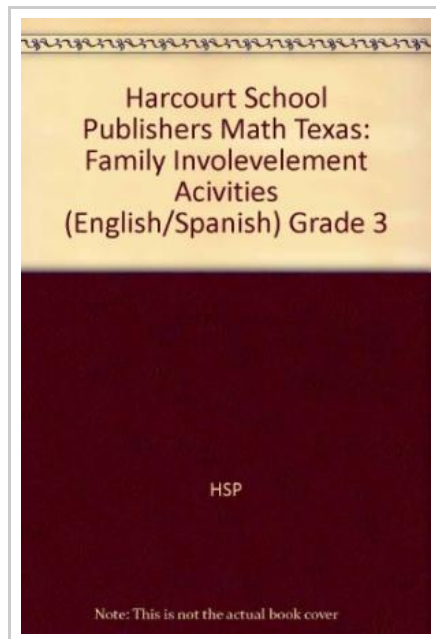 Harcourt School
Publishers Math Texas:
Family Involevelement
Acivities
(English/Spanish) Grade 3
HSP
Note: This is not the actual book cover